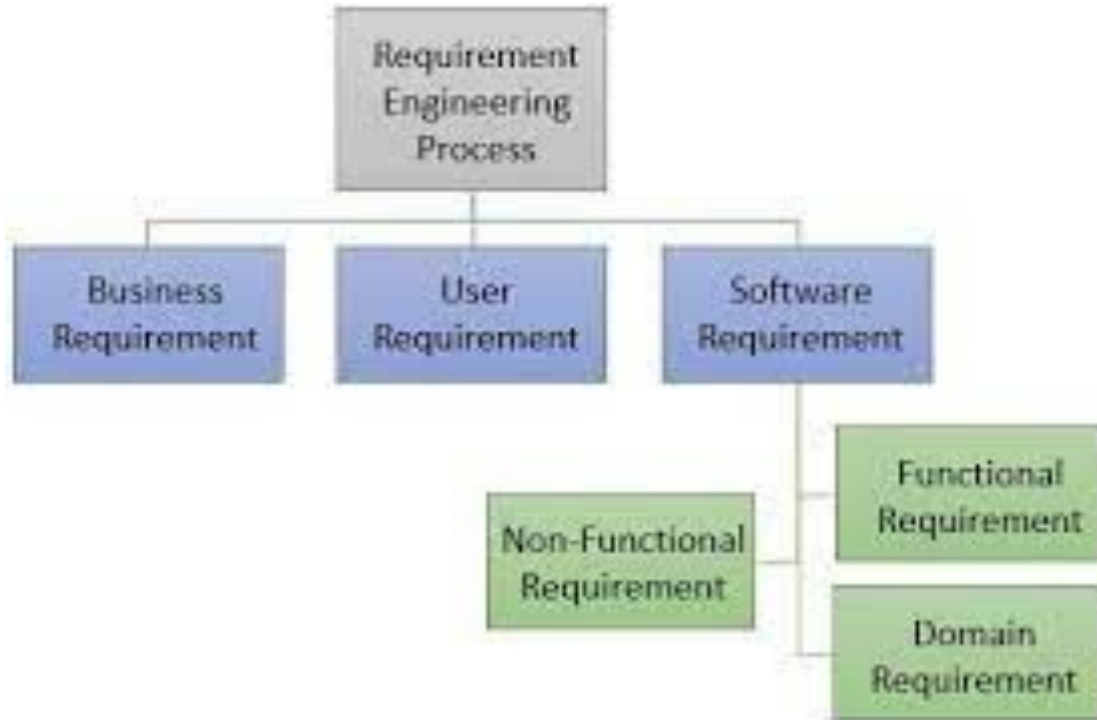 Requirement
Engineering
Process
Business
Requirement
User
Requirement
Software
Requirement
Functional
Requirement
Non-Functional
Requirement
Domain
Requirement